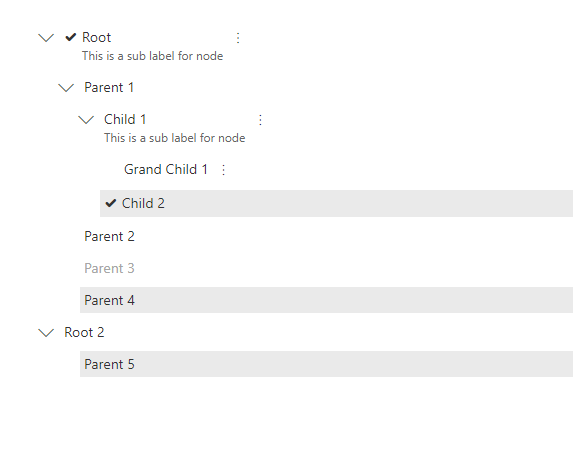 Root
This is a sub label for node
Parent 1
Child 1
This is a sub label for node
Grand Child 1
Child 2
Parent 2
Parent 3
Parent 4
Root 2
Parent 5